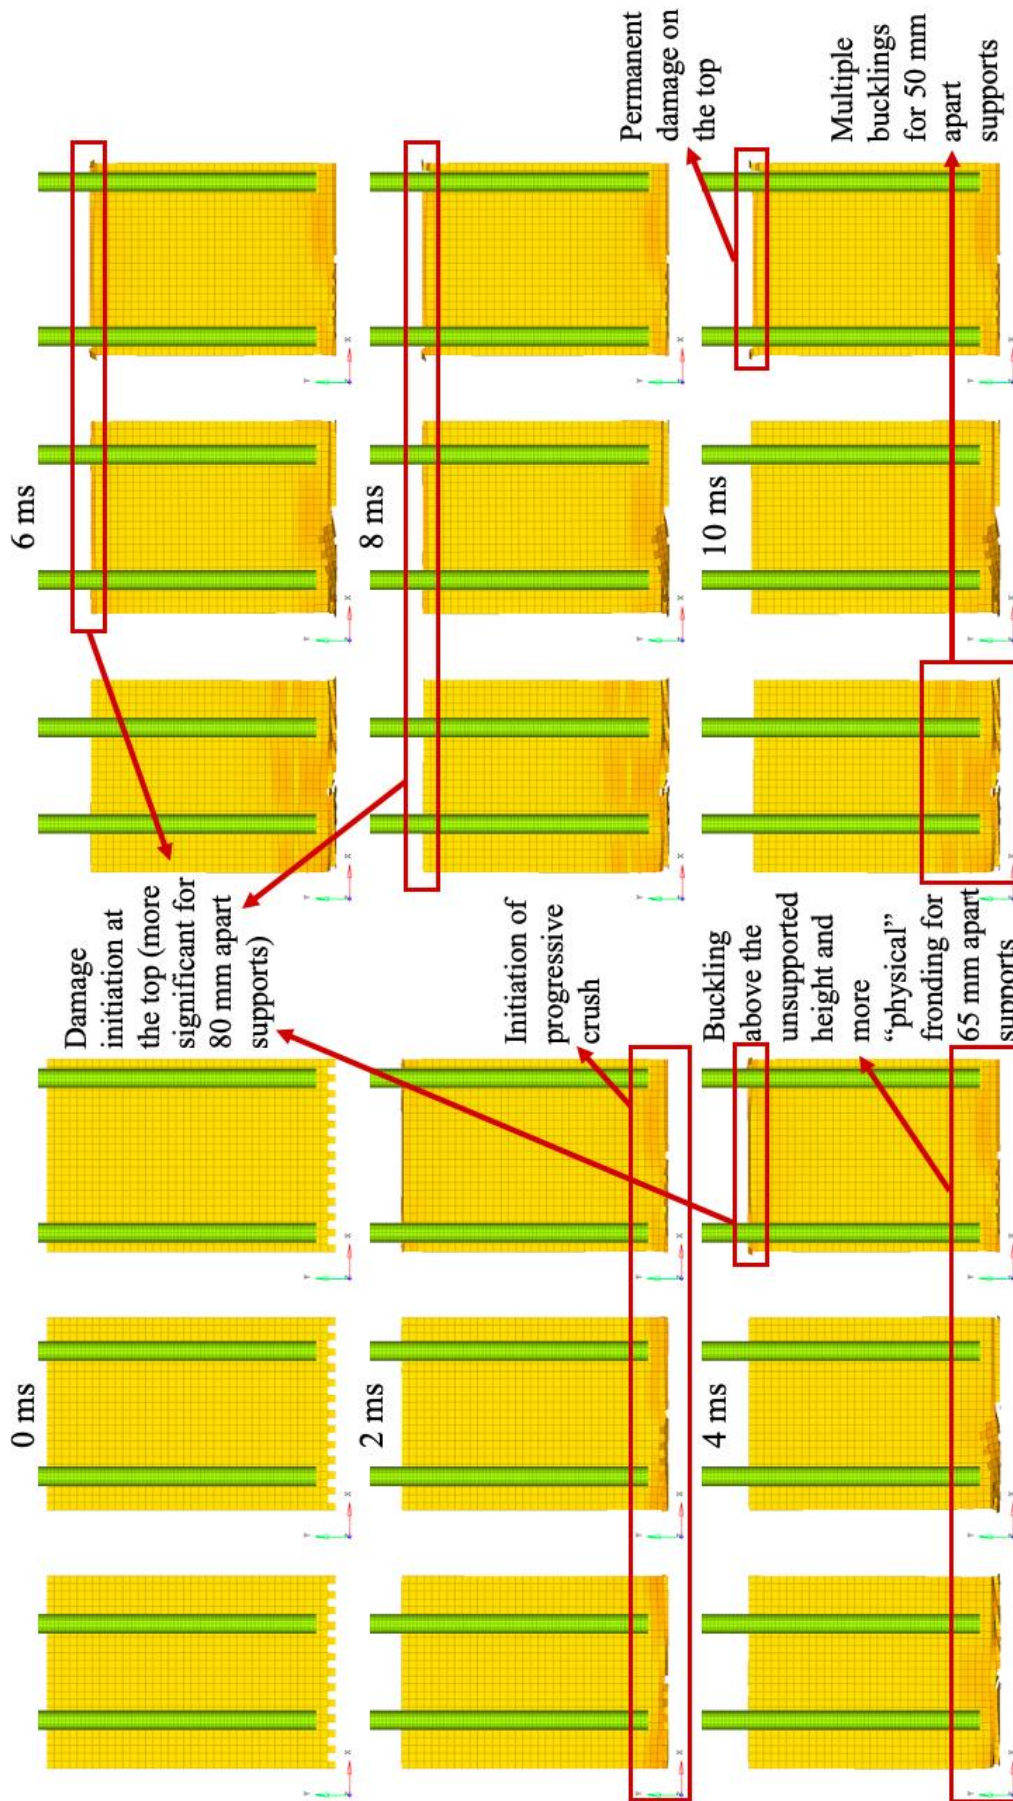 0 ms
6 ms
Damage
initiation at
the top (more
significant for
80 mm apart
supports)
2 ms
8 ms
Initiation of
progressive
crush
Permanent
damage on
the top
4 ms
10 ms
Buckling
above the
unsupported
height and
more
“physical”
fronding for
65 mm apart
supports
Multiple
bucklings
for 50 mm
apart
supports